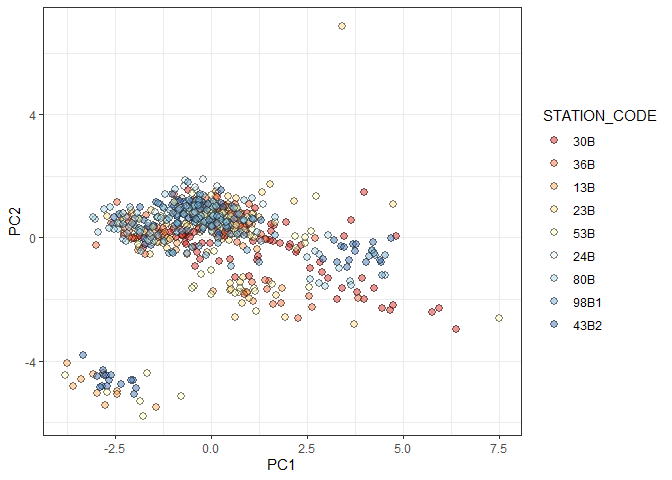 4
0
-4
PC2
-2.5
0.0
2.5
5.0
7.5
PC1
STATION_CODE
30B
36B
13B
23B
53B
24B
80B
98B1
43B2